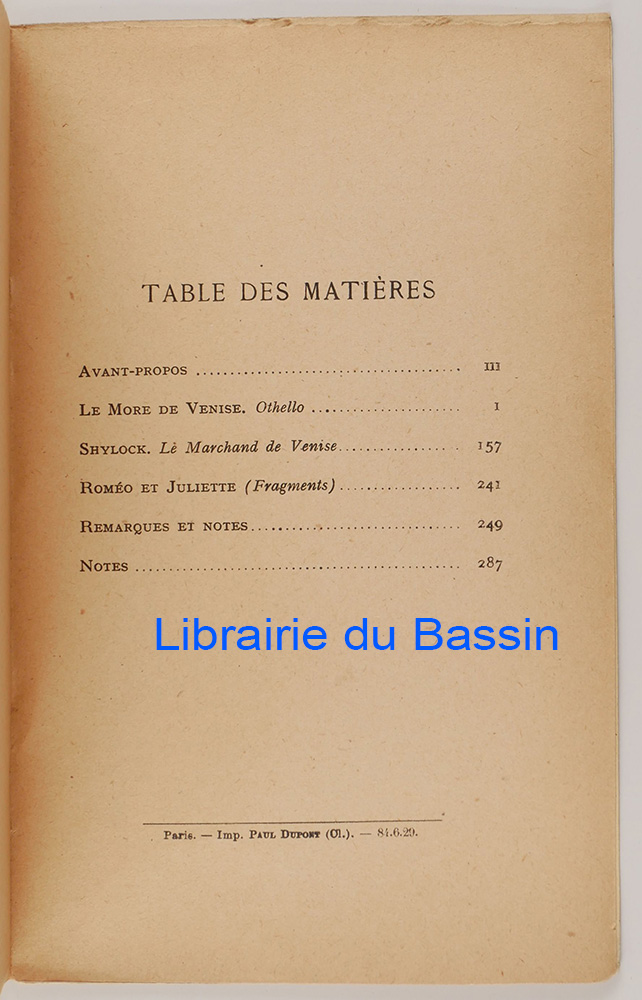 TABLE DES MATIÈRES
AVANT-PROPOS ........................................ III
LE MORE DE VENISE. Othello ...................... 1
SHYLOCK. Lè Marchand de Venise.................. 157
ROMÉO ET JULIETTE (Fragments).................. 241
REMARQUES ET NOTES............................... 249
NOTES ................................................ 287
Librairie du Bassin
Paris. — Imp. PAUL DUPONT (Cl.). — 84.6.29.